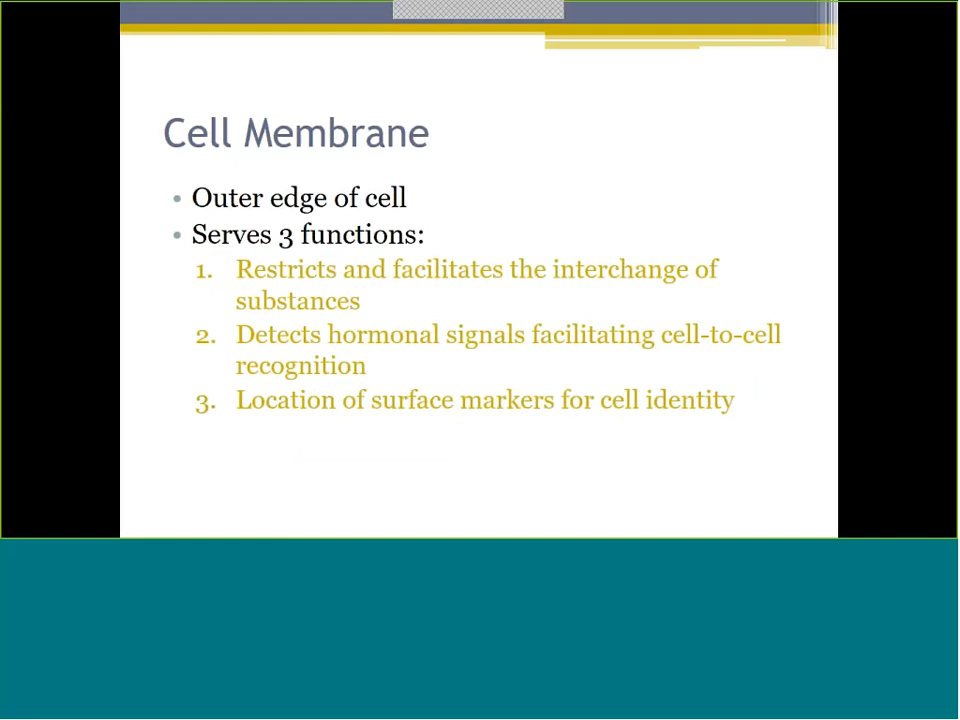 Cell Membrane
• Outer edge of cell
• Serves 3 functions:
1. Restricts and facilitates the interchange of
substances
2. Detects hormonal signals facilitating cell-to-cell
recognition
3. Location of surface markers for cell identity